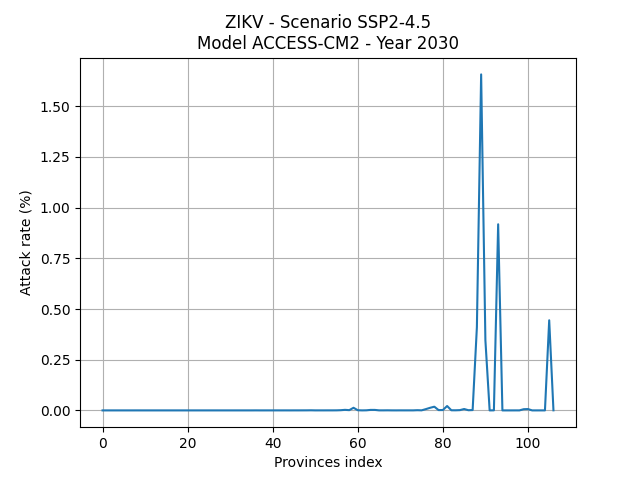 ZIKV - Scenario SSP2-4.5
Model ACCESS-CM2 - Year 2030
1.50
1.25
1.00
0.75
0.50
0.25
0.00
Attack rate (%)
0 20 40 60 80 100
Provinces index